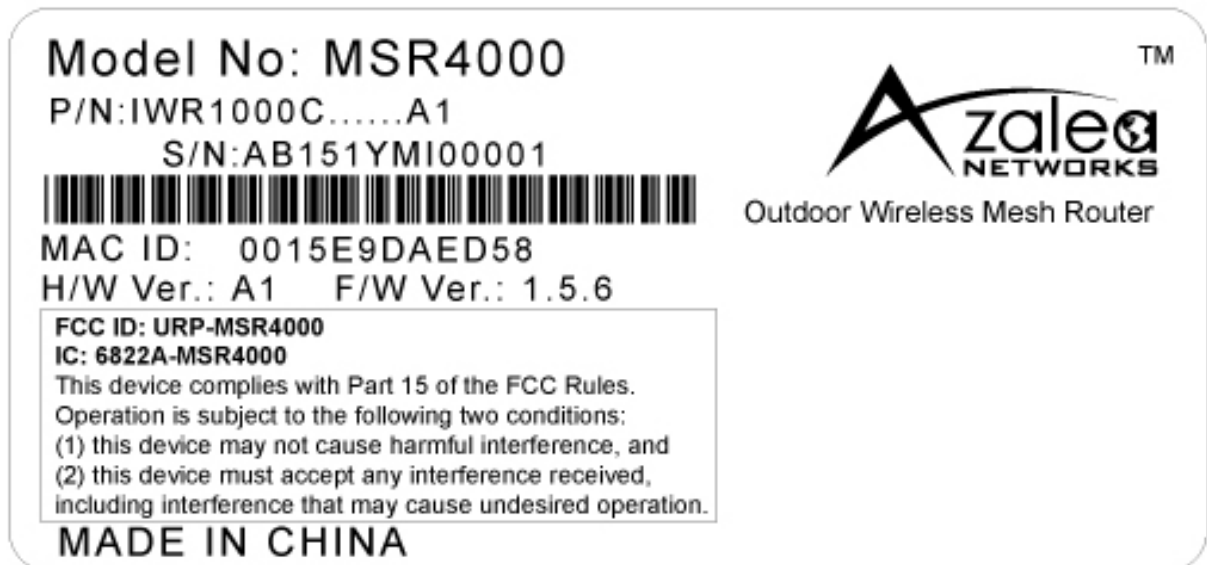 Model No: MSR4000
P/N:IWR1000C......A1
S/N:AB151YMI00001
MAC ID: 0015E9DAED58
H/W Ver.: A1 F/W Ver.: 1.5.6
FCC ID: URP-MSR4000
IC: 6822A-MSR4000
This device complies with Part 15 of the FCC Rules.
Operation is subject to the following two conditions:
(1) this device may not cause harmful interference, and
(2) this device must accept any interference received,
including interference that may cause undesired operation.
MADE IN CHINA
TM
Azalea
NETWORKS
Outdoor Wireless Mesh Router